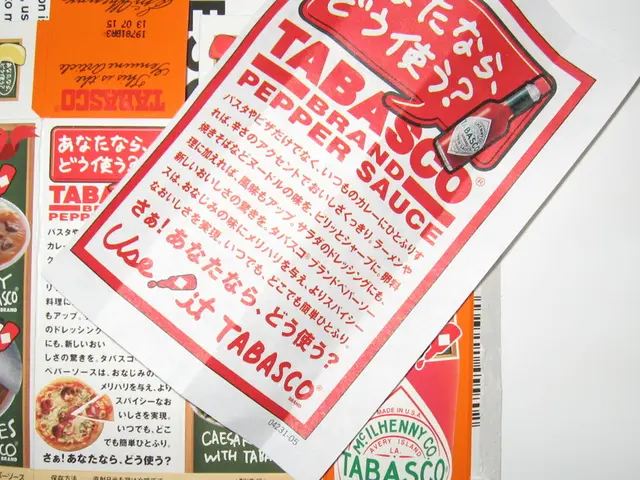 あなたなら、
どう使う?
TABASCO®
BRAND
PEPPER SAUCE
パスタやピザだけでなく、いつものカレーにひとふりす
れば、辛さのアクセントでおいしさくっきり。ラーメンや
焼きそばなどヌードルの味を、ピリッとシャープに。卵料
理に加えれば、風味もアップ。サラダのドレッシングにも、
新しいおいしさの驚きを。タバスコ®ブランドペパーソー
スは、おなじみの味にメリハリを与え、よりスパイシー
なおいしさを実現。いつでも、どこでも簡単ひとふり。
さぁ!あなたなら、どう使う?
Use it TABASCO®
BRAND
04231-05
TABASCO
This is the
Genuine Article
19781BR3
13 07 15
あなたなら、
どう使う?
TABA
BR
PEPP
パスタや
カレー
料理に
もアップ。
のドレッシング
にも、新しいおい
しさの驚きを。タバスコ
ペパーソースは、おなじみの味に
メリハリを与え、より
スパイシーなお
いしさを実現。
いつでも、どこ
でも簡単ひとふり。
さぁ!あなたなら、どう使う?
CAESA
WITH TAB
MADE IN U.S.A.
McILHENNY CO.
AVERY ISLAND,
LA.
TABASCO